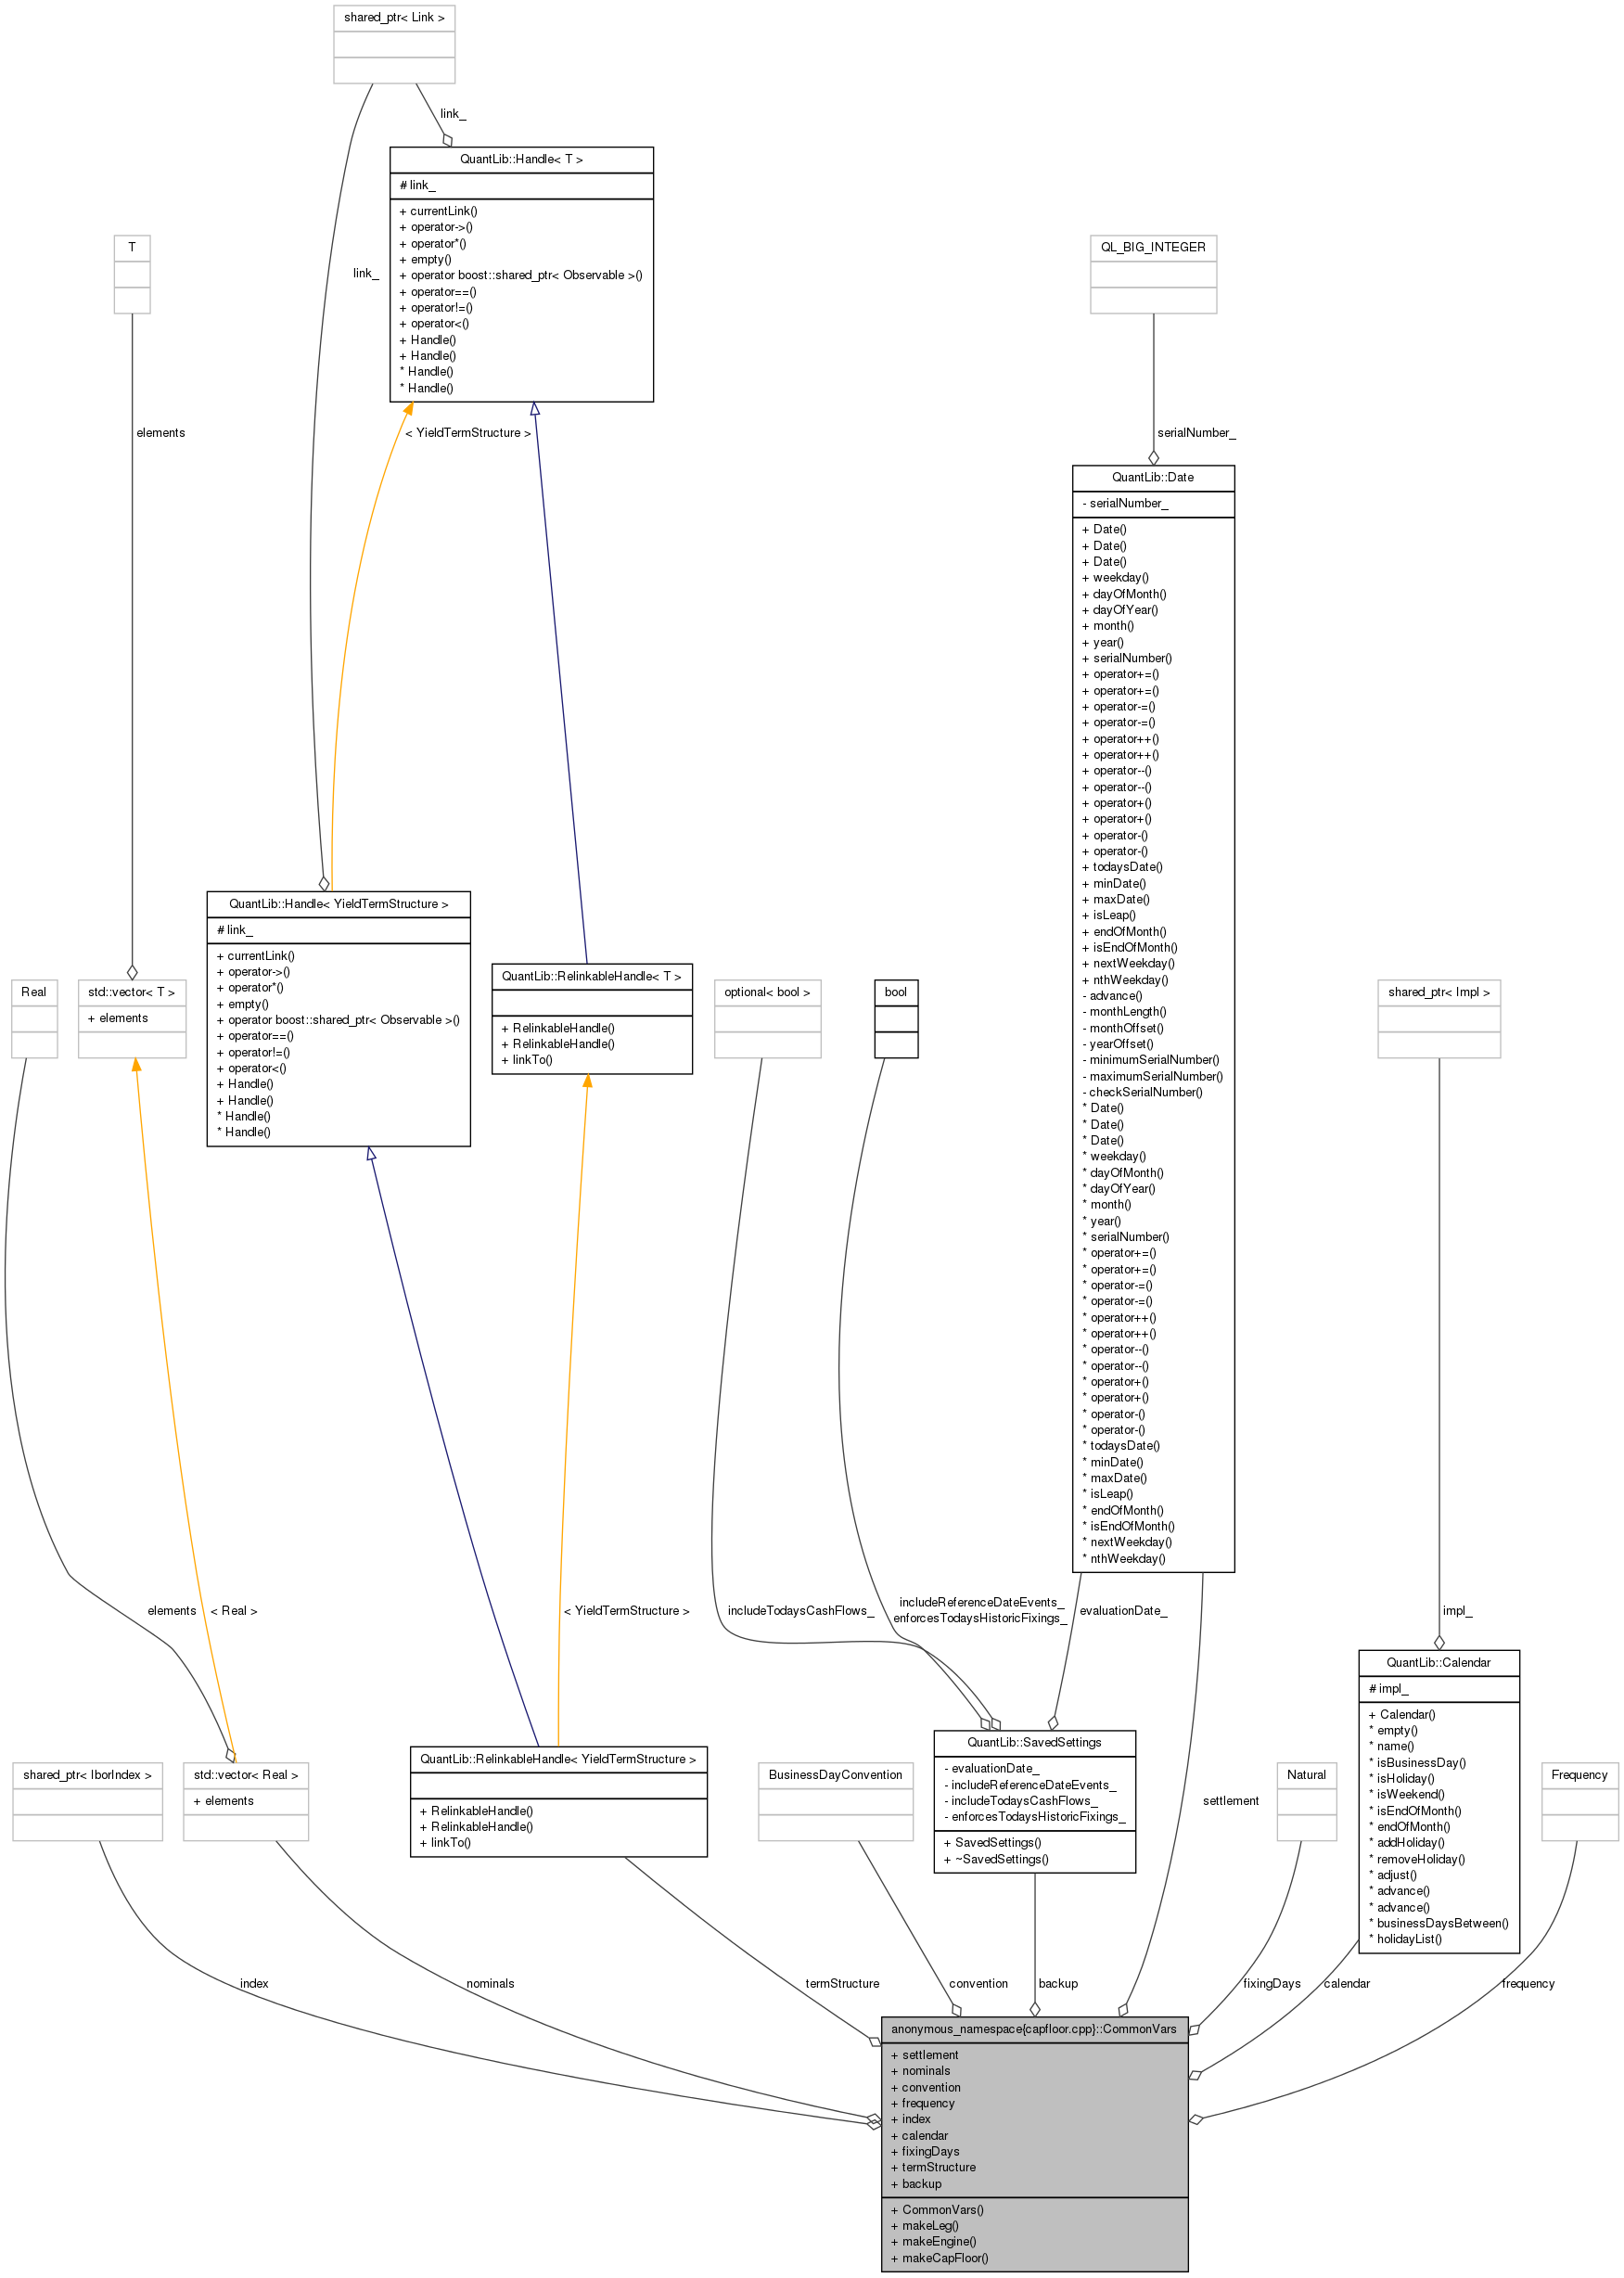 shared_ptr< Link >
link_
QuantLib::Handle< T >
# link_
+ currentLink()
+ operator->()
+ operator*()
+ empty()
+ operator boost::shared_ptr< Observable >()
+ operator==()
+ operator!=()
+ operator<()
+ Handle()
+ Handle()
* Handle()
* Handle()
link_
T
elements
QL_BIG_INTEGER
serialNumber_
< YieldTermStructure >
QuantLib::Date
- serialNumber_
+ Date()
+ Date()
+ Date()
+ weekday()
+ dayOfMonth()
+ dayOfYear()
+ month()
+ year()
+ serialNumber()
+ operator+=()
+ operator+=()
+ operator-=()
+ operator-=()
+ operator++()
+ operator++()
+ operator--()
+ operator--()
+ operator+()
+ operator+()
+ operator-()
+ operator-()
+ todaysDate()
+ minDate()
+ maxDate()
+ isLeap()
+ endOfMonth()
+ isEndOfMonth()
+ nextWeekday()
+ nthWeekday()
- advance()
- monthLength()
- monthOffset()
- yearOffset()
- minimumSerialNumber()
- maximumSerialNumber()
- checkSerialNumber()
* Date()
* Date()
* Date()
* weekday()
* dayOfMonth()
* dayOfYear()
* month()
* year()
* serialNumber()
* operator+=()
* operator+=()
* operator-=()
* operator-=()
* operator++()
* operator++()
* operator--()
* operator--()
* operator+()
* operator+()
* operator-()
* operator-()
* todaysDate()
* minDate()
* maxDate()
* isLeap()
* endOfMonth()
* isEndOfMonth()
* nextWeekday()
* nthWeekday()
QuantLib::Handle< YieldTermStructure >
# link_
+ currentLink()
+ operator->()
+ operator*()
+ empty()
+ operator boost::shared_ptr< Observable >()
+ operator==()
+ operator!=()
+ operator<()
+ Handle()
+ Handle()
* Handle()
* Handle()
QuantLib::RelinkableHandle< T >
+ RelinkableHandle()
+ RelinkableHandle()
+ linkTo()
Real
std::vector< T >
+ elements
optional< bool >
bool
shared_ptr< Impl >
elements
< Real >
< YieldTermStructure >
includeTodaysCashFlows_
includeReferenceDateEvents_
enforcesTodaysHistoricFixings_
evaluationDate_
impl_
QuantLib::Calendar
# impl_
+ Calendar()
* empty()
* name()
* isBusinessDay()
* isHoliday()
* isWeekend()
* isEndOfMonth()
* endOfMonth()
* addHoliday()
* removeHoliday()
* adjust()
* advance()
* advance()
* businessDaysBetween()
* holidayList()
shared_ptr< IborIndex >
std::vector< Real >
+ elements
QuantLib::RelinkableHandle< YieldTermStructure >
+ RelinkableHandle()
+ RelinkableHandle()
+ linkTo()
BusinessDayConvention
QuantLib::SavedSettings
- evaluationDate_
- includeReferenceDateEvents_
- includeTodaysCashFlows_
- enforcesTodaysHistoricFixings_
+ SavedSettings()
+ ~SavedSettings()
settlement
Natural
Frequency
index
nominals
termStructure
convention
backup
fixingDays
calendar
frequency
anonymous_namespace{capfloor.cpp}::CommonVars
+ settlement
+ nominals
+ convention
+ frequency
+ index
+ calendar
+ fixingDays
+ termStructure
+ backup
+ CommonVars()
+ makeLeg()
+ makeEngine()
+ makeCapFloor()